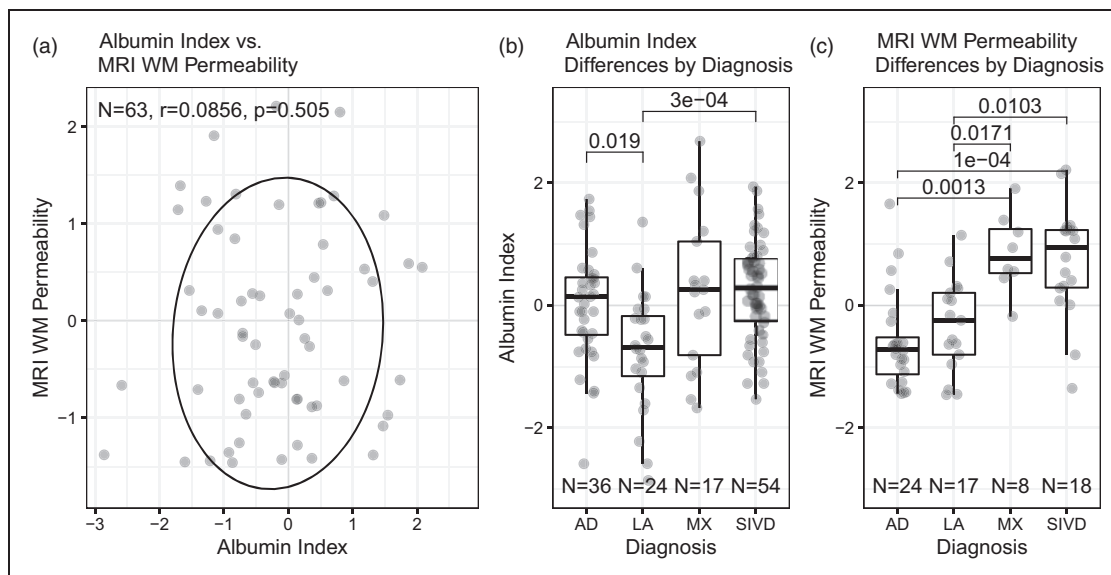 (a) Albumin Index vs.
MRI WM Permeability
N=63, r=0.0856, p=0.505
2
1
0
−1
MRI WM Permeability
−3 −2 −1 0 1 2
Albumin Index
(b) Albumin Index
Differences by Diagnosis
3e−04
0.019
2
0
−2
Albumin Index
N=36 N=24 N=17 N=54
AD LA MX SIVD
Diagnosis
(c) MRI WM Permeability
Differences by Diagnosis
0.0103
0.0171
1e−04
0.0013
2
0
−2
MRI WM Permeability
N=24 N=17 N=8 N=18
AD LA MX SIVD
Diagnosis